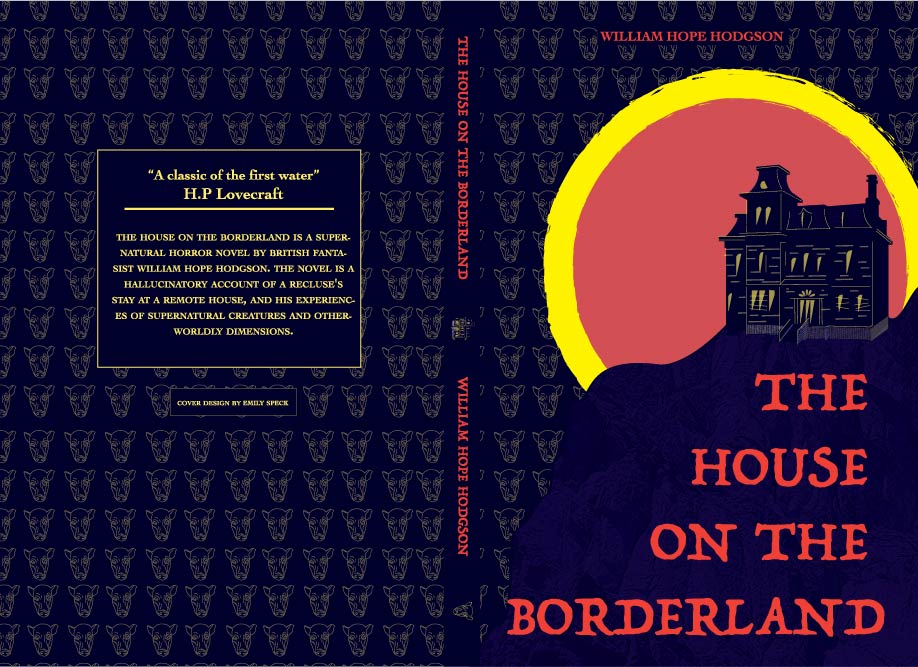 “A classic of the first water”
H.P Lovecraft
THE HOUSE ON THE BORDERLAND IS A SUPER-
NATURAL HORROR NOVEL BY BRITISH FANTA-
SIST WILLIAM HOPE HODGSON. THE NOVEL IS A
HALLUCINATORY ACCOUNT OF A RECLUSE'S
STAY AT A REMOTE HOUSE, AND HIS EXPERIENC-
ES OF SUPERNATURAL CREATURES AND OTHER-
WORLDLY DIMENSIONS.
COVER DESIGN BY EMILY SPECK
THE HOUSE ON THE BORDERLAND
WILLIAM HOPE HODGSON
WILLIAM HOPE HODGSON
THE
HOUSE
ON THE
BORDERLAND